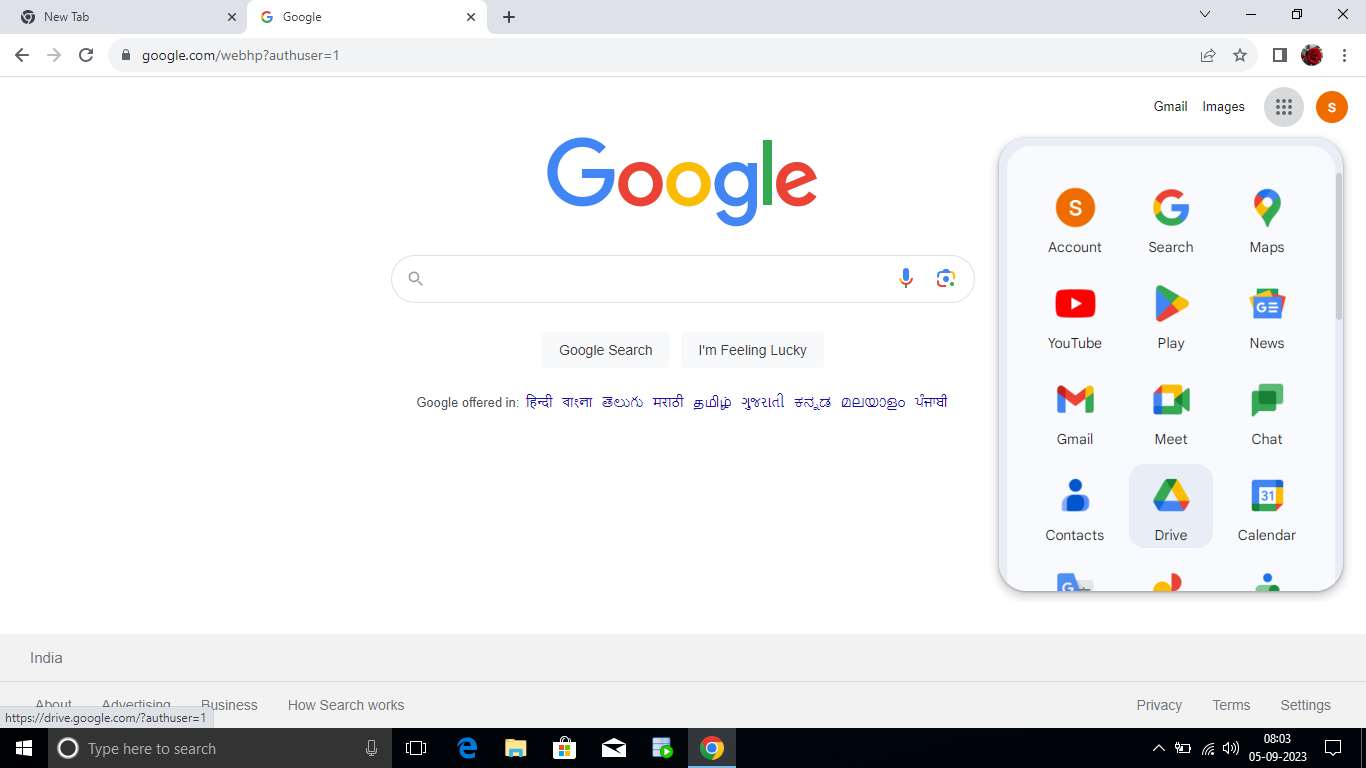 New Tab
Google
google.com/webhp?authuser=1
Gmail Images
S
Google
S
Account Search Maps
YouTube Play News
Google Search I'm Feeling Lucky
Google offered in: हिन्दी বাংলা తెలుగు मराठी தமிழ் ગુજરાતી ಕನ್ನಡ മലയാളം ਪੰਜਾਬੀ
Gmail Meet Chat
31
Contacts Drive Calendar
G
India
About Advertising Business How Search works
Privacy Terms Settings
https://drive.google.com/?authuser=1
Type here to search
08:03
05-09-2023